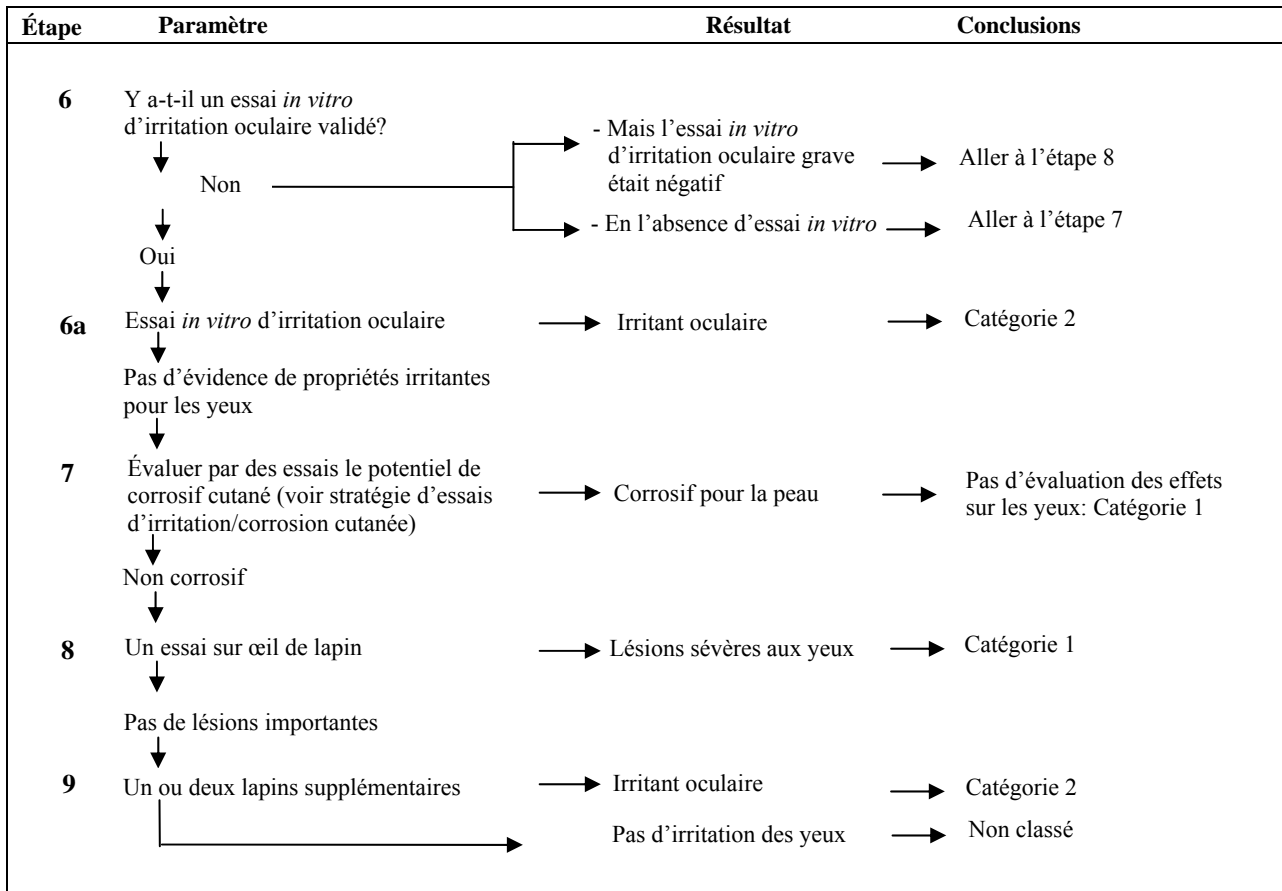 Étape Paramètre Résultat Conclusions
6 Y a-t-il un essai in vitro
d’irritation oculaire validé?
- Mais l’essai in vitro
d’irritation oculaire grave
était négatif
Aller à l’étape 8
Non
- En l’absence d’essai in vitro
Aller à l’étape 7
Oui
6a Essai in vitro d’irritation oculaire Irritant oculaire Catégorie 2
Pas d’évidence de propriétés irritantes
pour les yeux
7 Évaluer par des essais le potentiel de
corrosif cutané (voir stratégie d’essais
d’irritation/corrosion cutanée)
Corrosif pour la peau
Pas d’évaluation des effets
sur les yeux: Catégorie 1
Non corrosif
8 Un essai sur œil de lapin Lésions sévères aux yeux Catégorie 1
Pas de lésions importantes
9 Un ou deux lapins supplémentaires Irritant oculaire Catégorie 2
Pas d’irritation des yeux Non classé